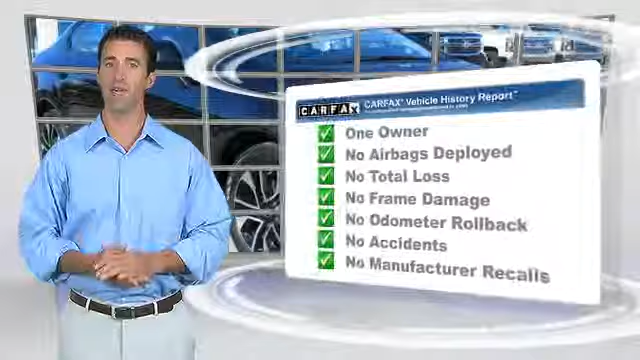 CARFAX
CARFAX® Vehicle History Report™
One Owner
No Airbags Deployed
No Total Loss
No Frame Damage
No Odometer Rollback
No Accidents
No Manufacturer Recalls